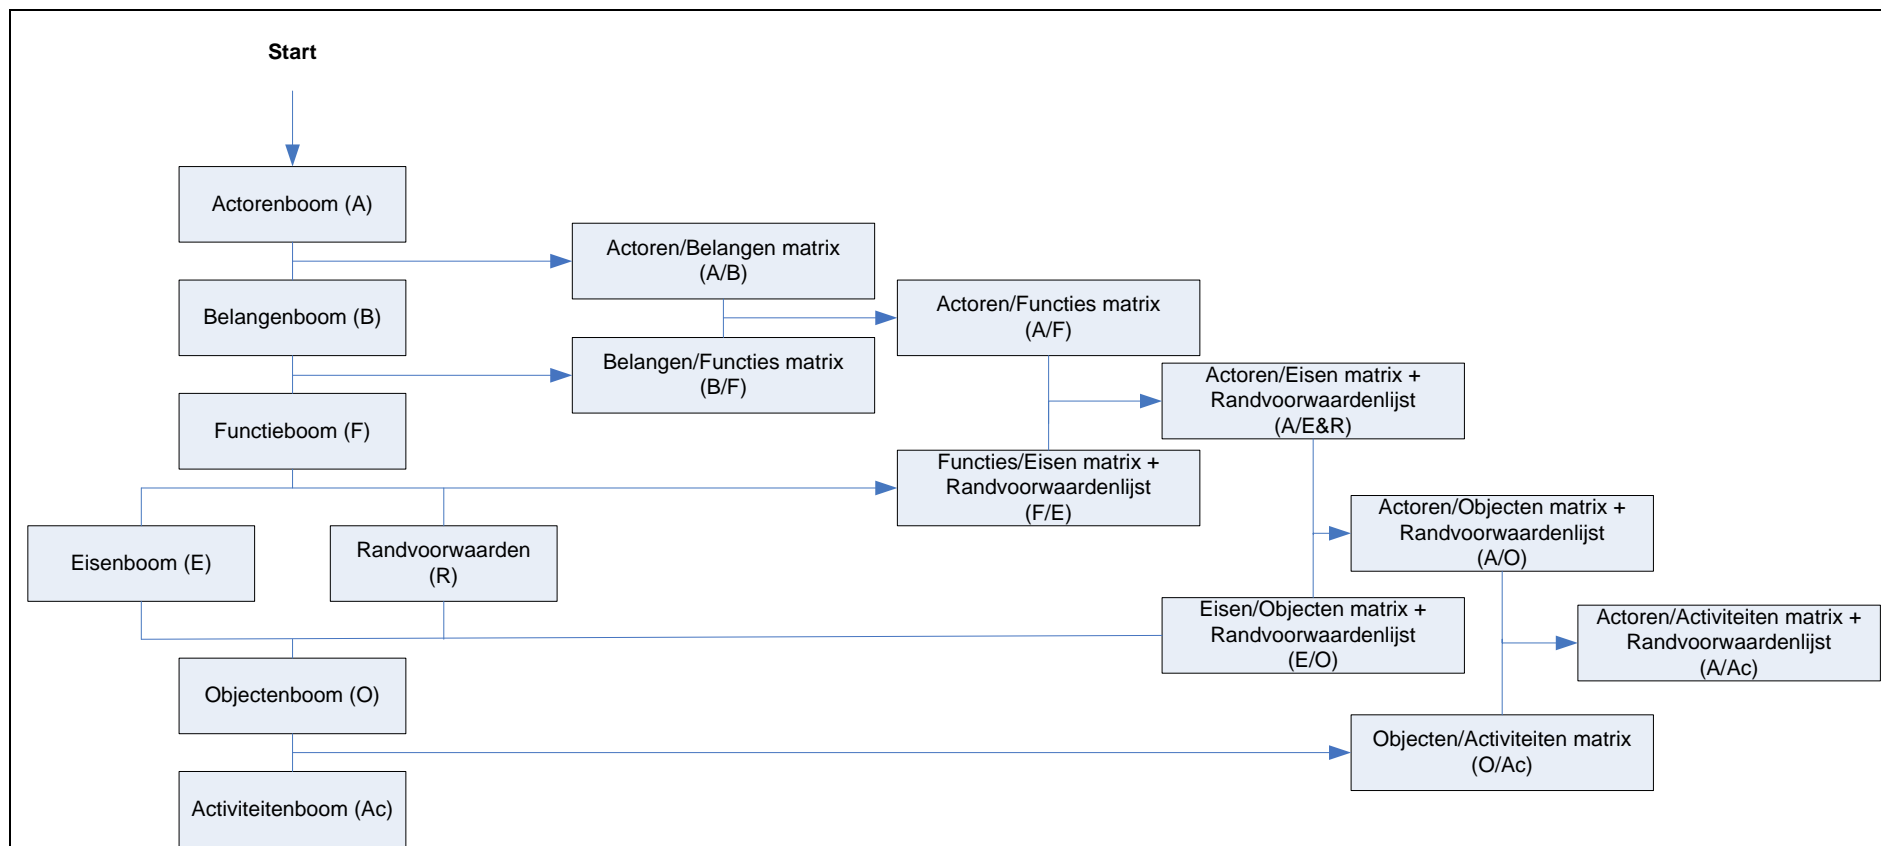 Start
Actorenboom (A)
Actoren/Belangen matrix
(A/B)
Belangenboom (B)
Actoren/Functies matrix
(A/F)
Belangen/Functies matrix
(B/F)
Actoren/Eisen matrix +
Randvoorwaardenlijst
(A/E&R)
Functieboom (F)
Functies/Eisen matrix +
Randvoorwaardenlijst
(F/E)
Actoren/Objecten matrix +
Randvoorwaardenlijst
(A/O)
Eisenboom (E)
Randvoorwaarden
(R)
Eisen/Objecten matrix +
Randvoorwaardenlijst
(E/O)
Actoren/Activiteiten matrix +
Randvoorwaardenlijst
(A/Ac)
Objectenboom (O)
Objecten/Activiteiten matrix
(O/Ac)
Activiteitenboom (Ac)